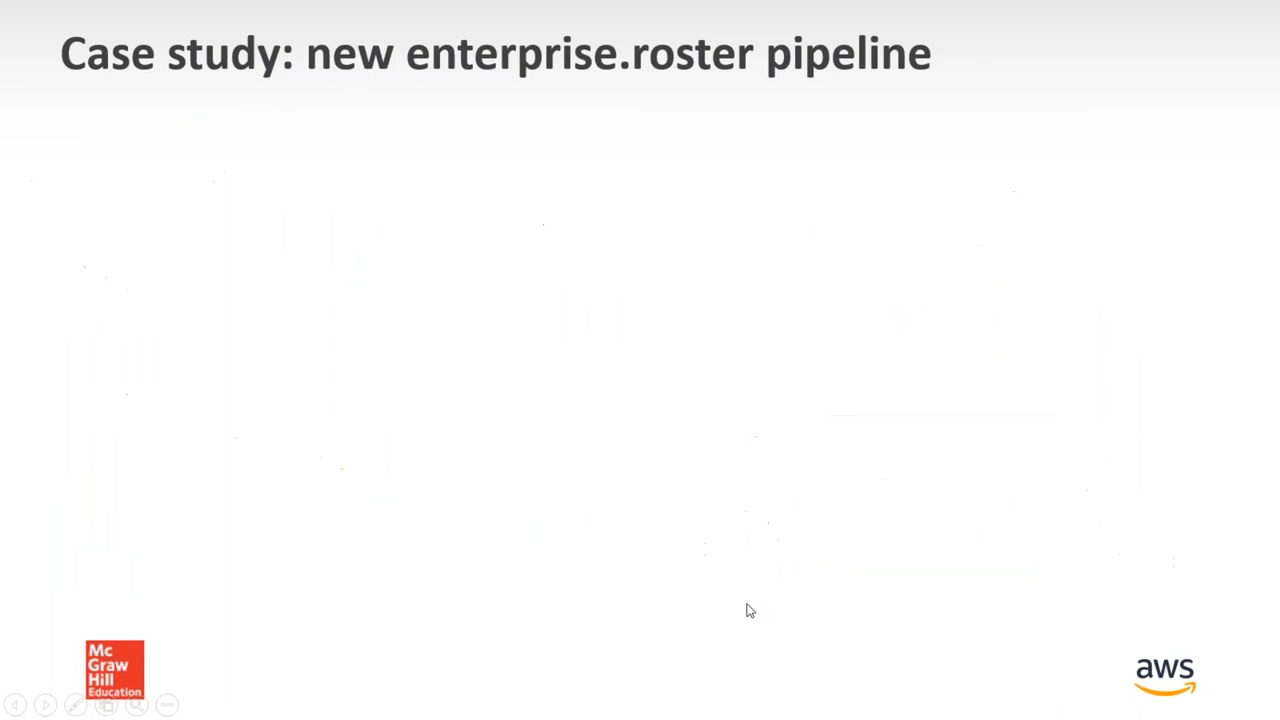 Case study: new enterprise.roster pipeline
Mc
Graw
Hill
Education
aws